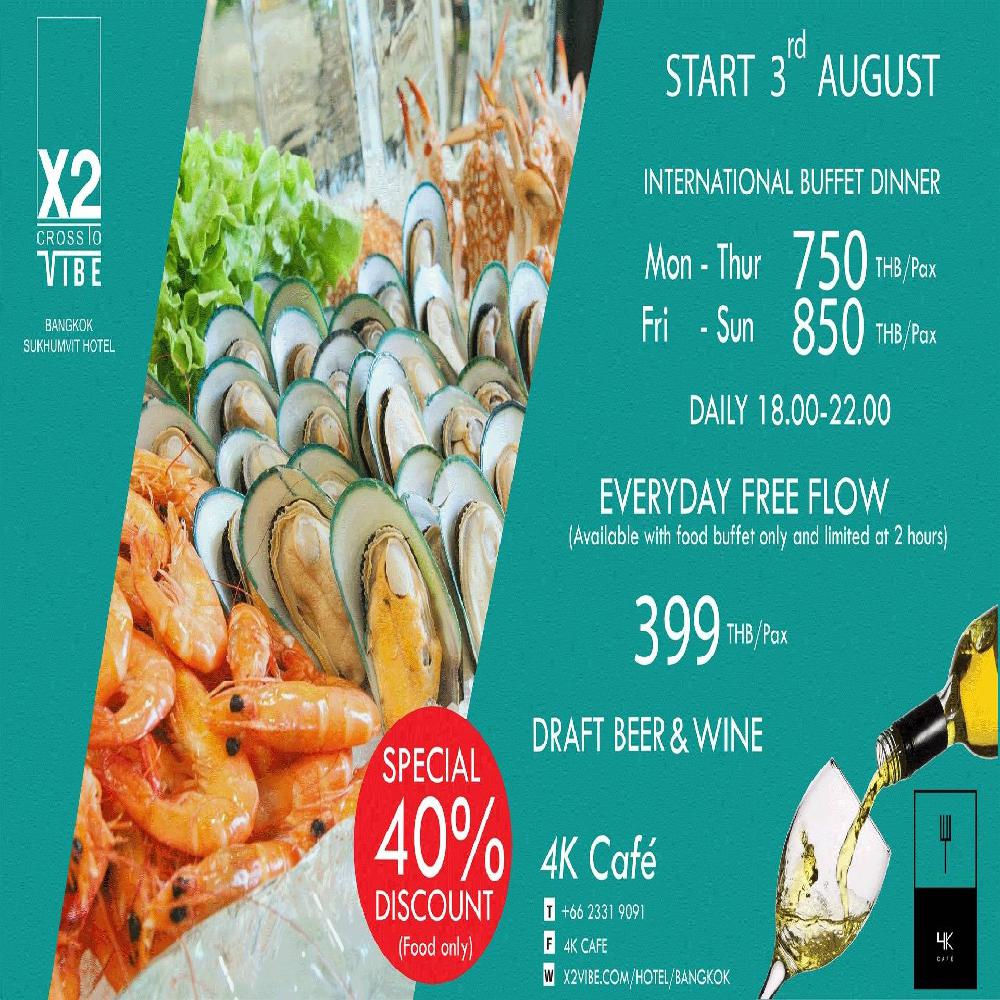 X2
CROSSTO
VIBE
BANGKOK
SUKHUMVIT HOTEL
START 3rd AUGUST
INTERNATIONAL BUFFET DINNER
Mon - Thur 750 THB/Pax
Fri - Sun 850 THB/Pax
DAILY 18.00-22.00
EVERYDAY FREE FLOW
(Available with food buffet only and limited at 2 hours)
399 THB/Pax
DRAFT BEER & WINE
SPECIAL
40%
DISCOUNT
(Food only)
4K Café
T +66 2331 9091
F 4K CAFE
W X2VIBE.COM/HOTEL/BANGKOK
4K
CAFE